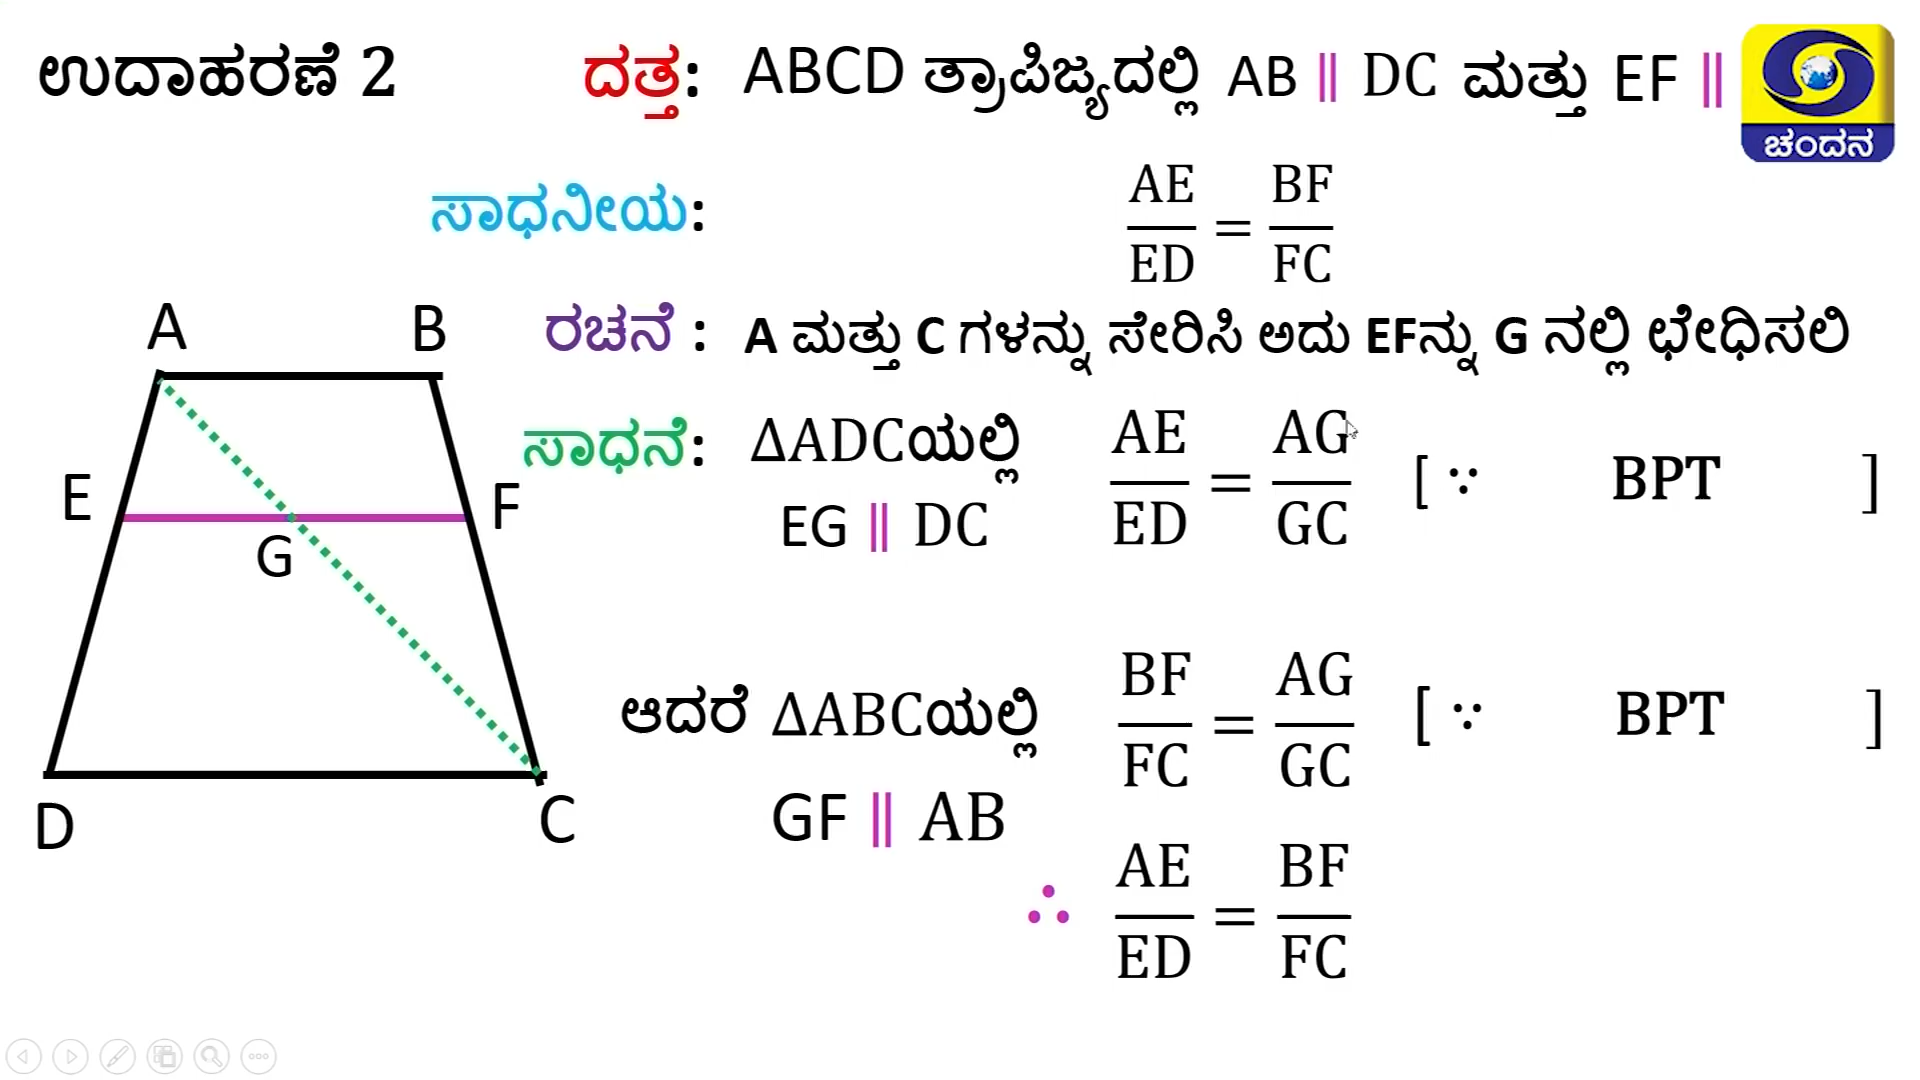 ಉದಾಹರಣೆ 2 ದತ್ತ: ABCD ತ್ರಾಪಿಜ್ಯದಲ್ಲಿ AB || DC ಮತ್ತು EF ||
ಚಂದನ
ಸಾಧನೀಯ: AE/ED = BF/FC
ರಚನೆ : A ಮತ್ತು C ಗಳನ್ನು ಸೇರಿಸಿ ಅದು EFನ್ನು G ನಲ್ಲಿ ಛೇಧಿಸಲಿ
ಸಾಧನೆ: ΔADCಯಲ್ಲಿ AE/ED = AG/GC [ ∵ BPT ]
EG || DC
ಆದರೆ ΔABCಯಲ್ಲಿ BF/FC = AG/GC [ ∵ BPT ]
GF || AB
∴ AE/ED = BF/FC
A B
E F
G
D C